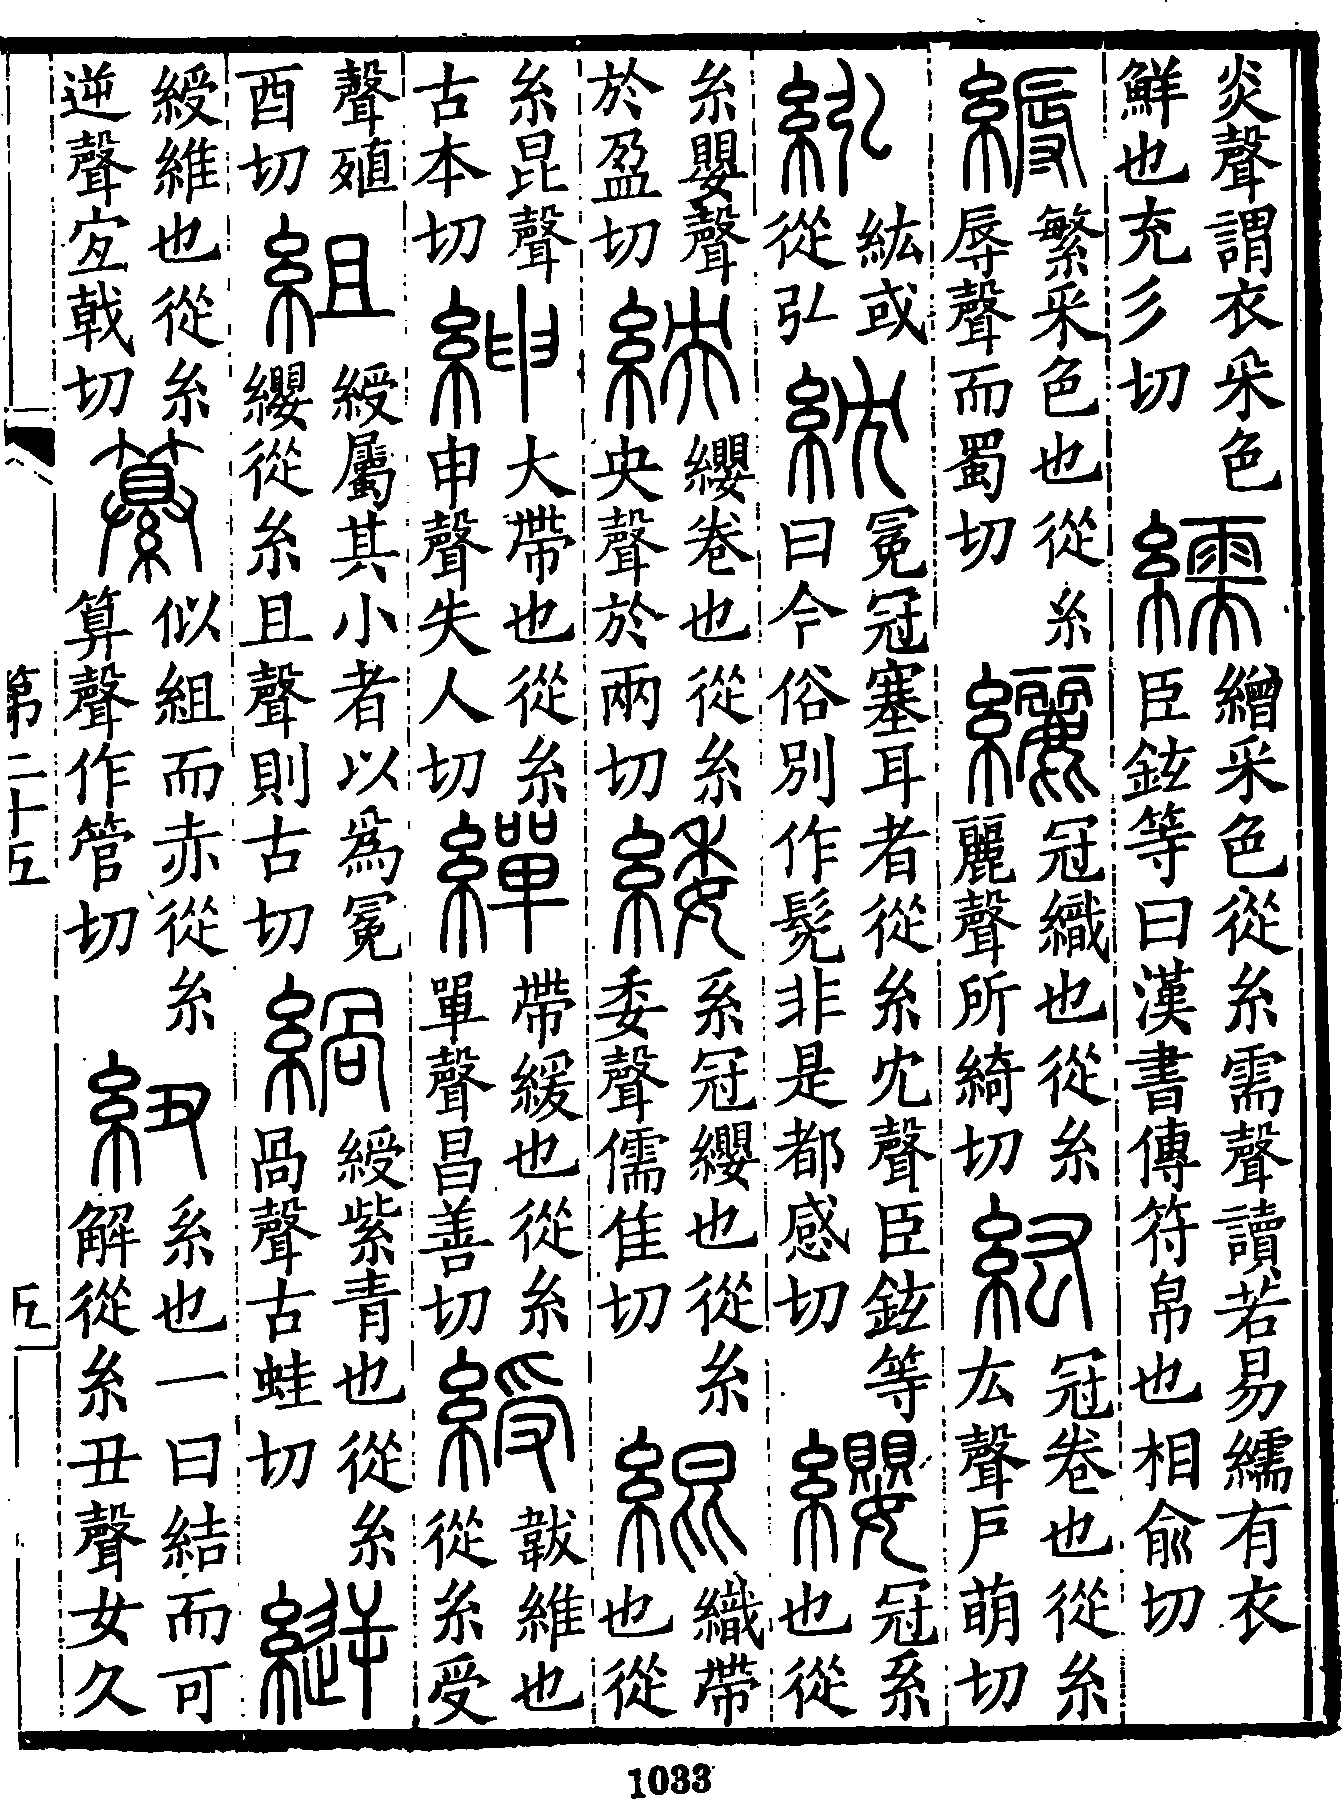 炎聲謂衣采色鮮也充彡切繻繒采色從糸需聲讀若易繻有衣臣鉉等曰漢書傳符帛也相俞切
縟繁采色也從糸辱聲而蜀切纚冠織也從糸麗聲所綺切紘冠卷也從糸厷聲戶萌切
紭紘或從弘紞冕冠塞耳者從糸冘聲臣鉉等曰今俗別作髧非是都感切纓冠系也從
糸嬰聲於盈切紻纓卷也從糸央聲於兩切緌系冠纓也從糸委聲儒隹切緄織帶也從
糸昆聲古本切紳大帶也從糸申聲失人切繟帶緩也從糸單聲昌善切綬韍維也從糸受
聲殖酉切組綬屬其小者以為冕纓從糸且聲則古切緺綬紫青也從糸咼聲古蛙切縌
綬維也從糸逆聲宐戟切纂似組而赤從糸算聲作管切紐系也一曰結而可解從糸丑聲女久
第二十五
五
1033